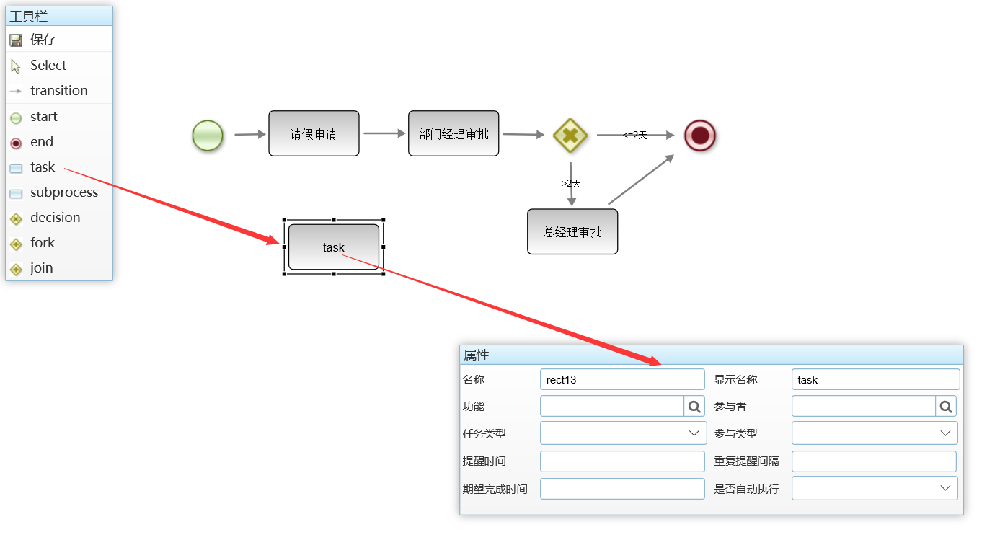 工具栏
保存
Select
transition
start
end
task
subprocess
decision
fork
join
请假申请
部门经理审批
<=2天
>2天
总经理审批
task
属性
名称 rect13 显示名称 task
功能 参与者
任务类型 参与类型
提醒时间 重复提醒间隔
期望完成时间 是否自动执行